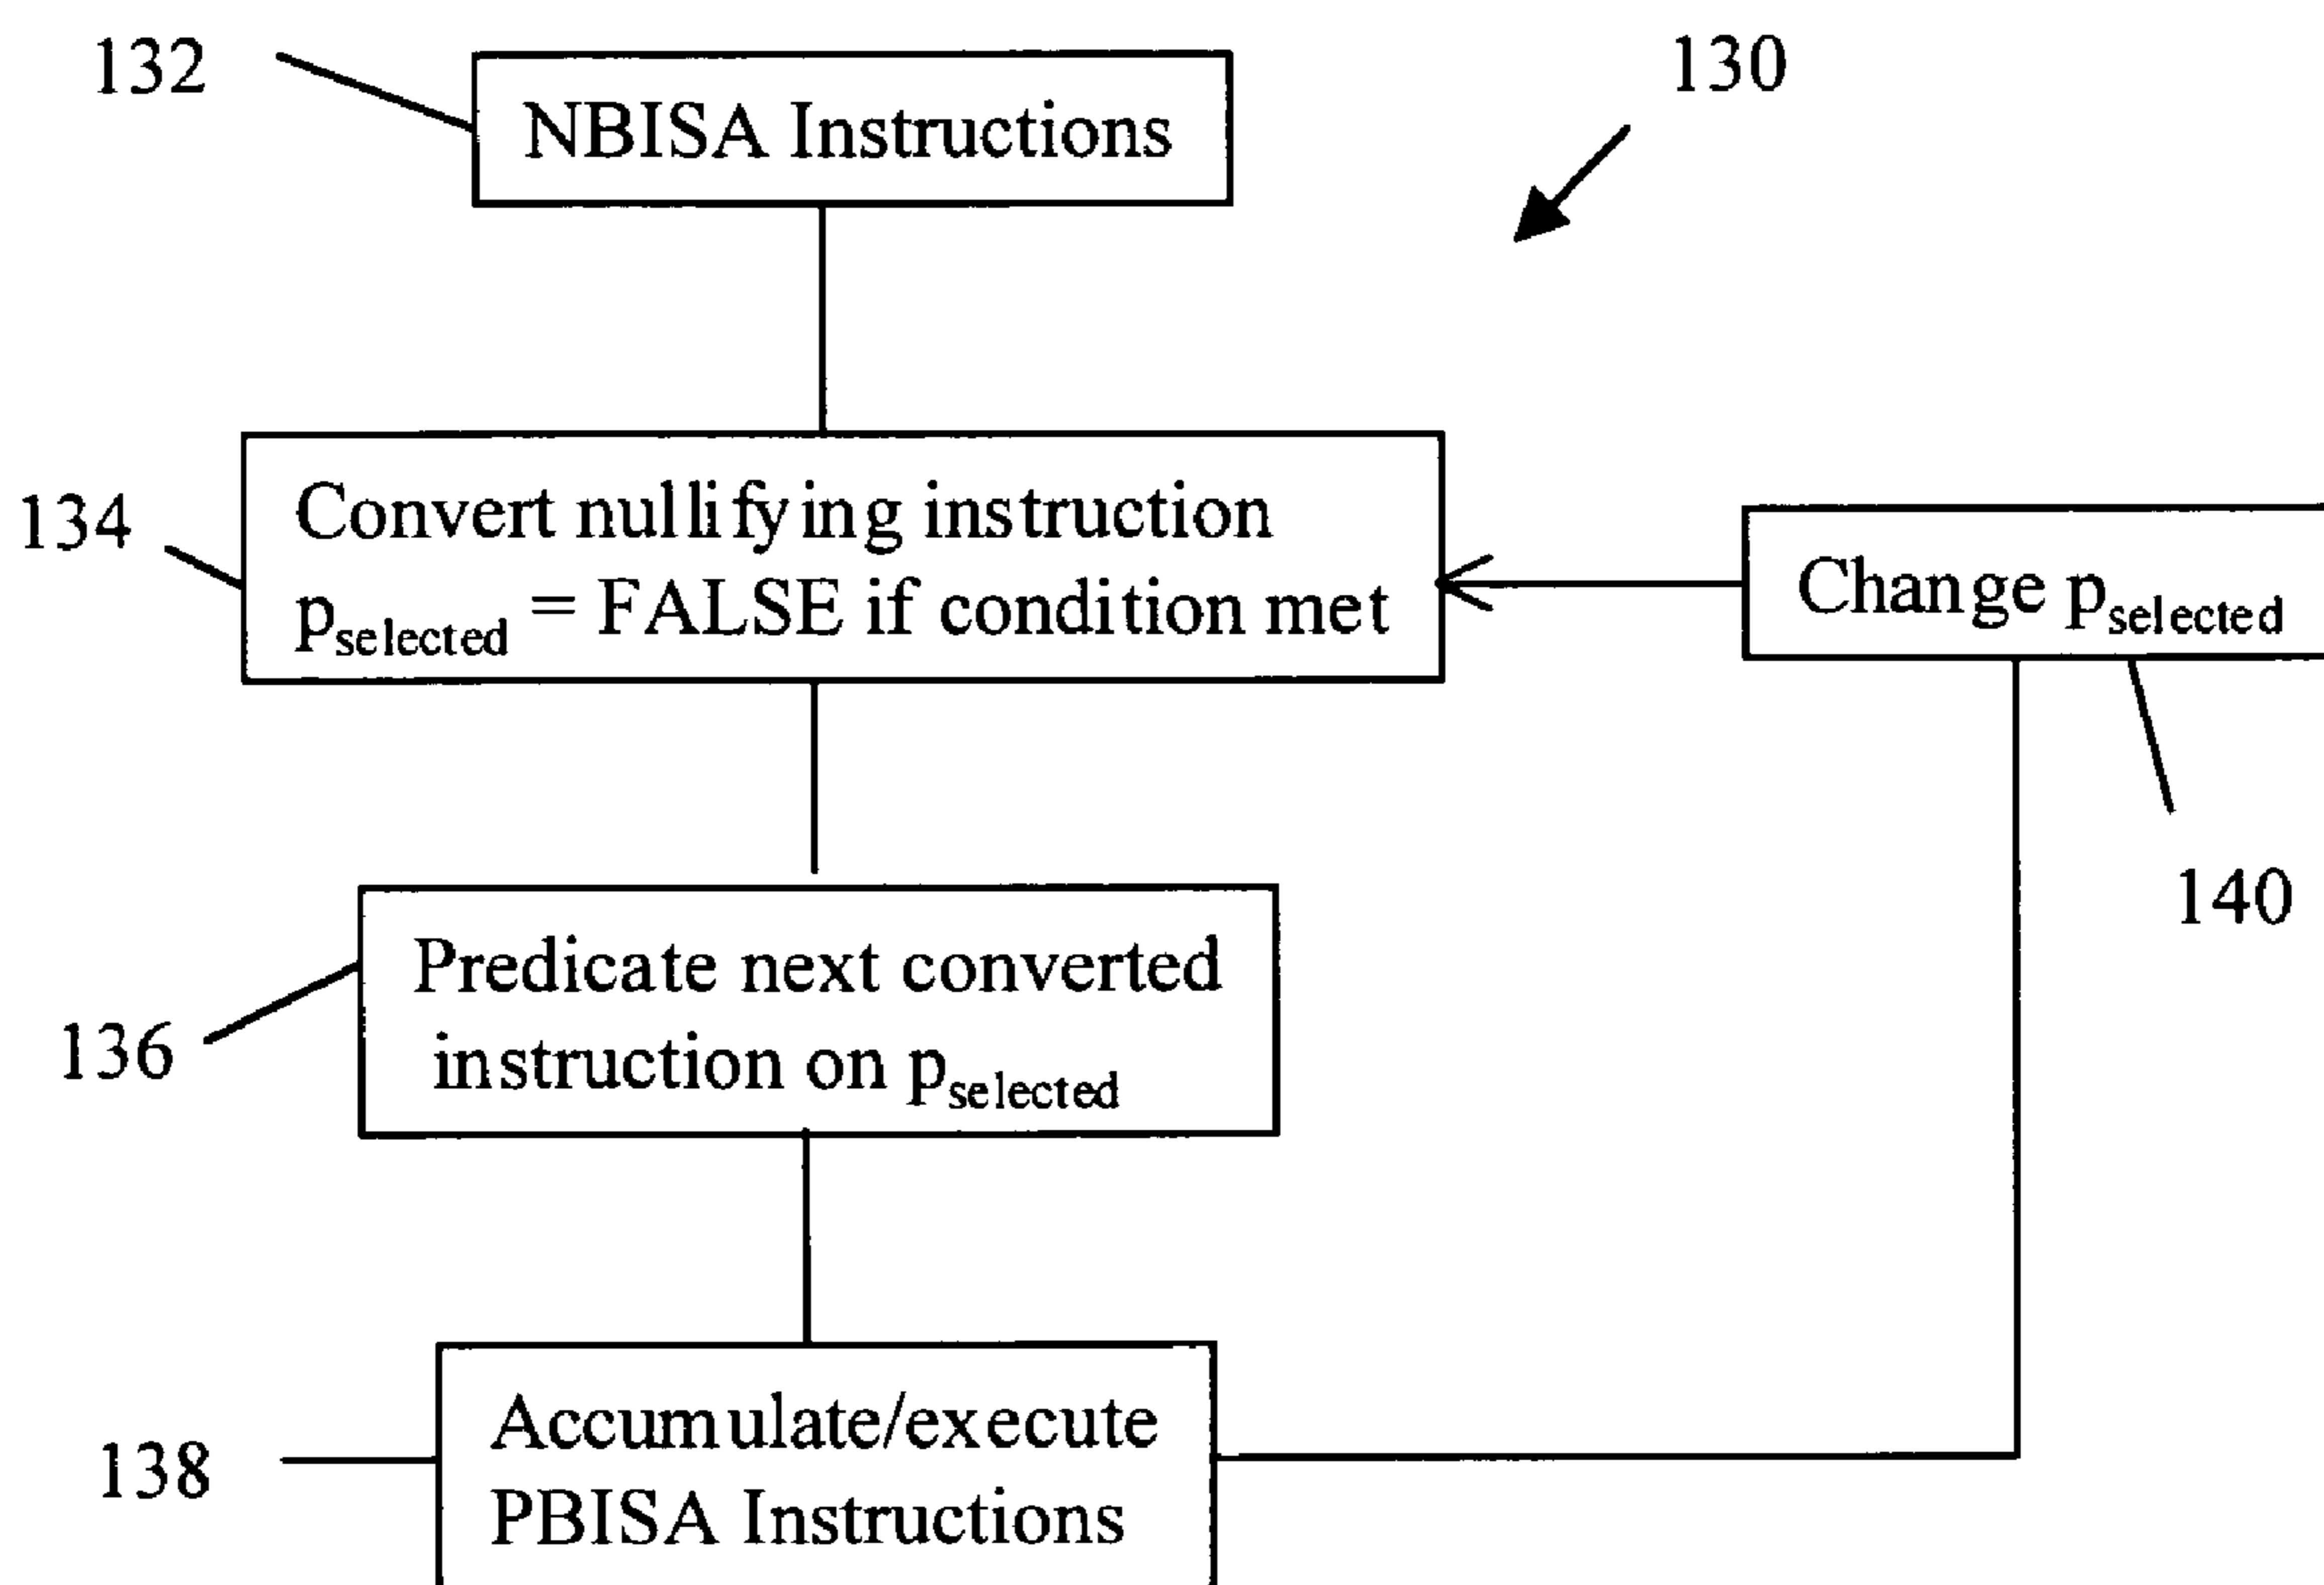 132
NBISA Instructions
130
134
Convert nullifying instruction
pselected = FALSE if condition met
Change pselected
140
136
Predicate next converted
instruction on pselected
138
Accumulate/execute
PBISA Instructions